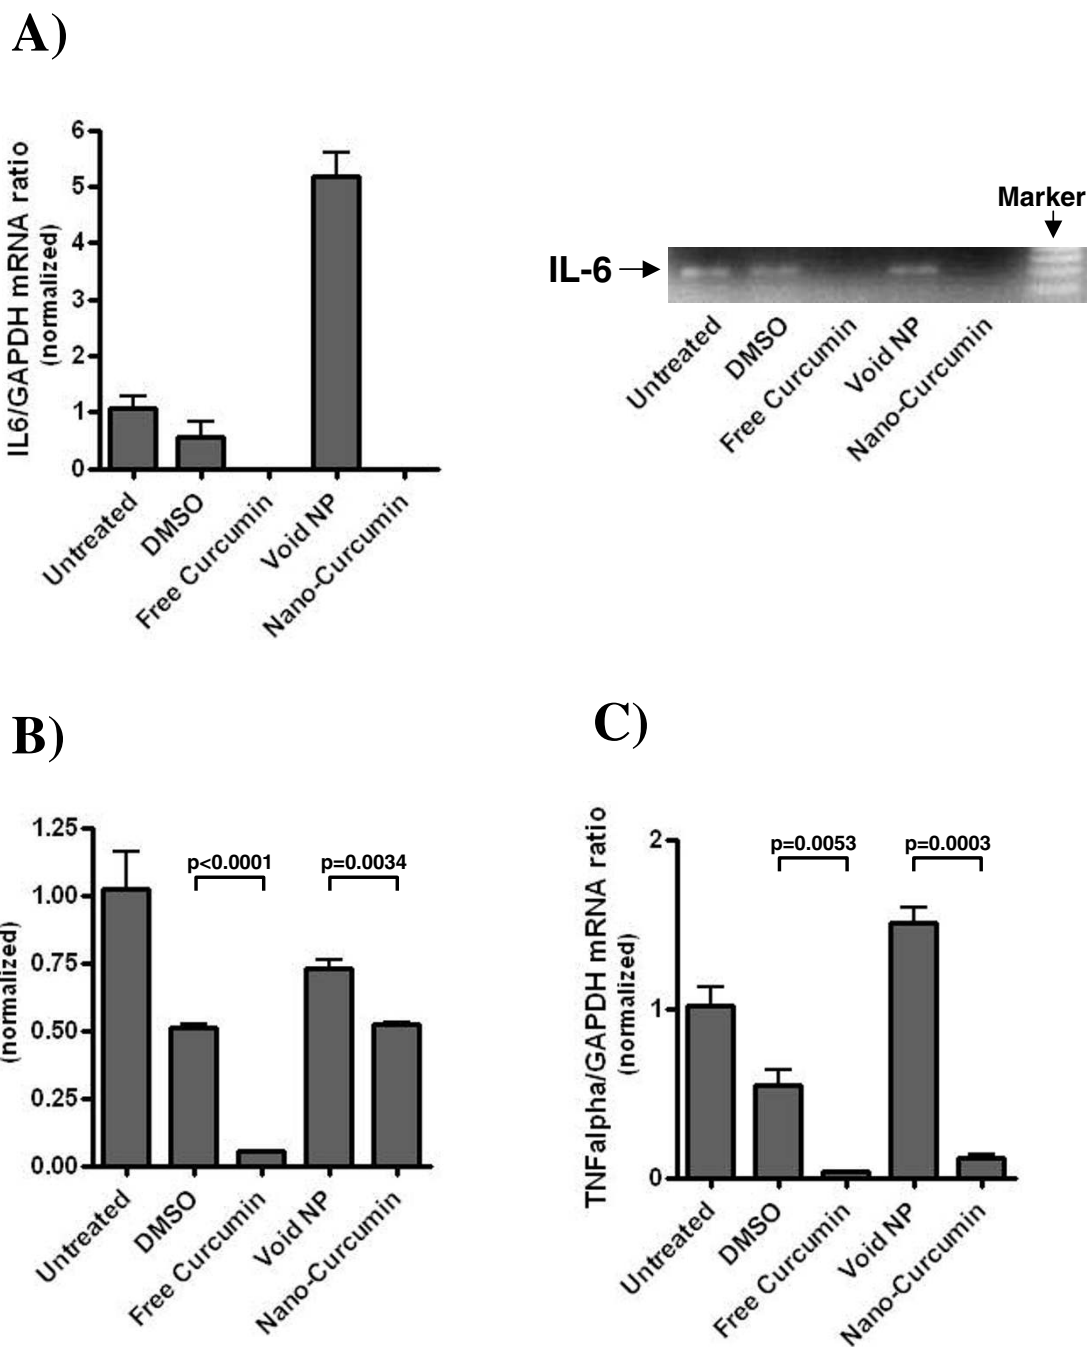 A)
IL6/GAPDH mRNA ratio
(normalized)
6
5
4
3
2
1
0
Untreated
DMSO
Free Curcumin
Void NP
Nano-Curcumin
Marker
IL-6
Untreated
DMSO
Free Curcumin
Void NP
Nano-Curcumin
B)
(normalized)
1.25
1.00
0.75
0.50
0.25
0.00
p<0.0001
p=0.0034
Untreated
DMSO
Free Curcumin
Void NP
Nano-Curcumin
C)
TNFalpha/GAPDH mRNA ratio
(normalized)
2
1
0
p=0.0053
p=0.0003
Untreated
DMSO
Free Curcumin
Void NP
Nano-Curcumin